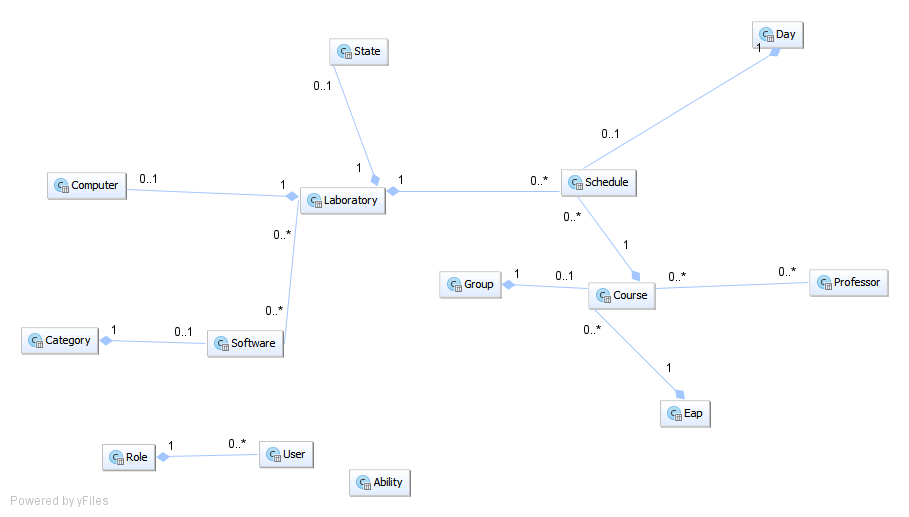 Day
1
State
0..1
0..1
1
Computer
0..1
1
Laboratory
1
0..*
Schedule
0..*
0..*
1
Group
1
0..1
Course
0..*
0..*
Professor
0..*
0..*
Category
1
0..1
Software
1
Eap
Role
1
0..*
User
Ability
Powered by yFiles